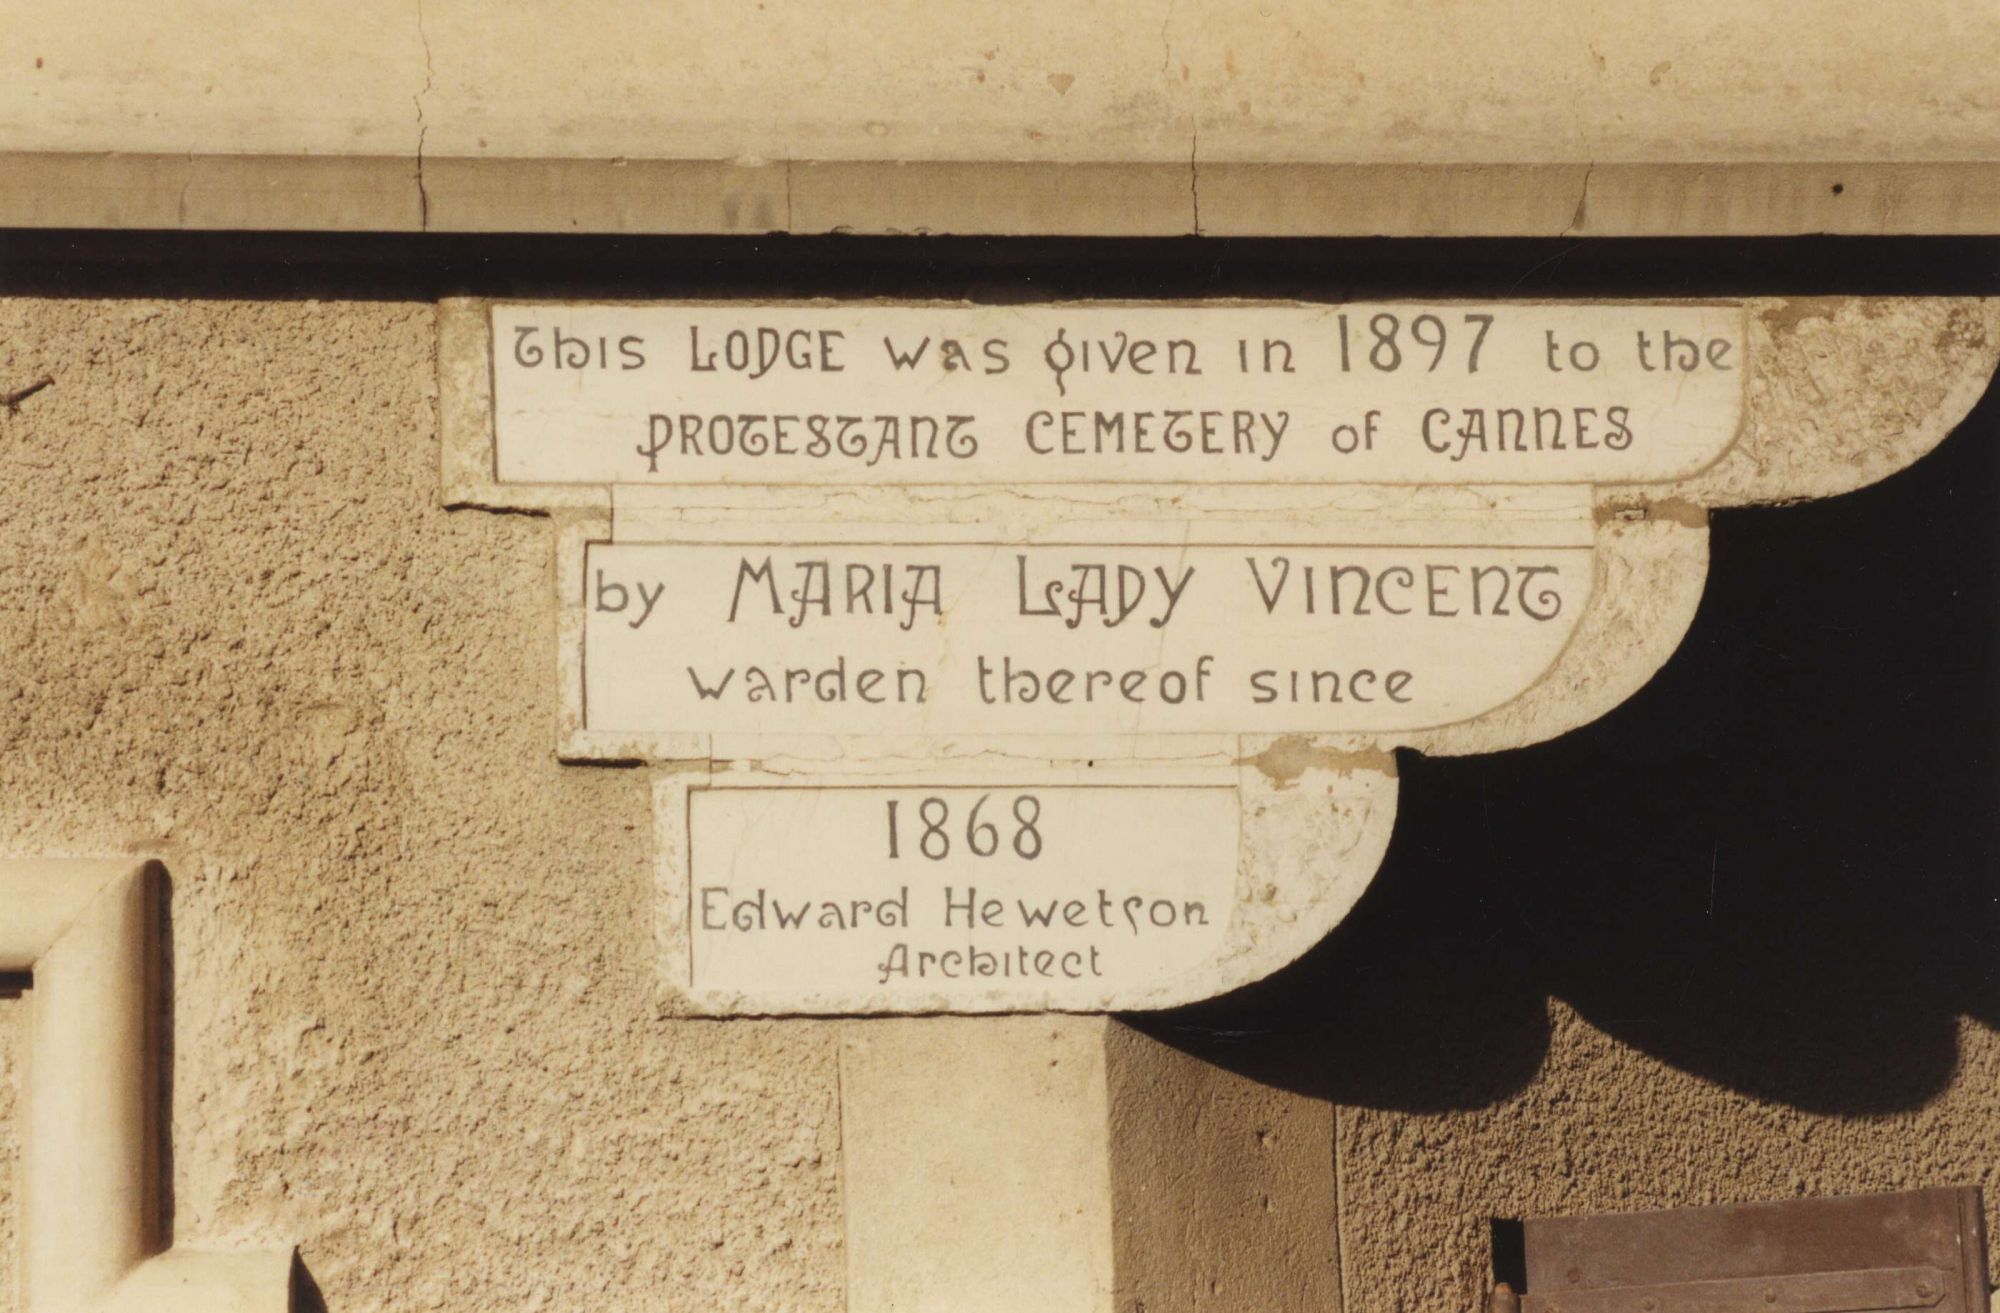 This LODGE was given in 1897 to the
PROTESTANT CEMETERY of CANNES
by MARIA LADY VINCENT
warden thereof since
1868
Edward Hewetson
Architect